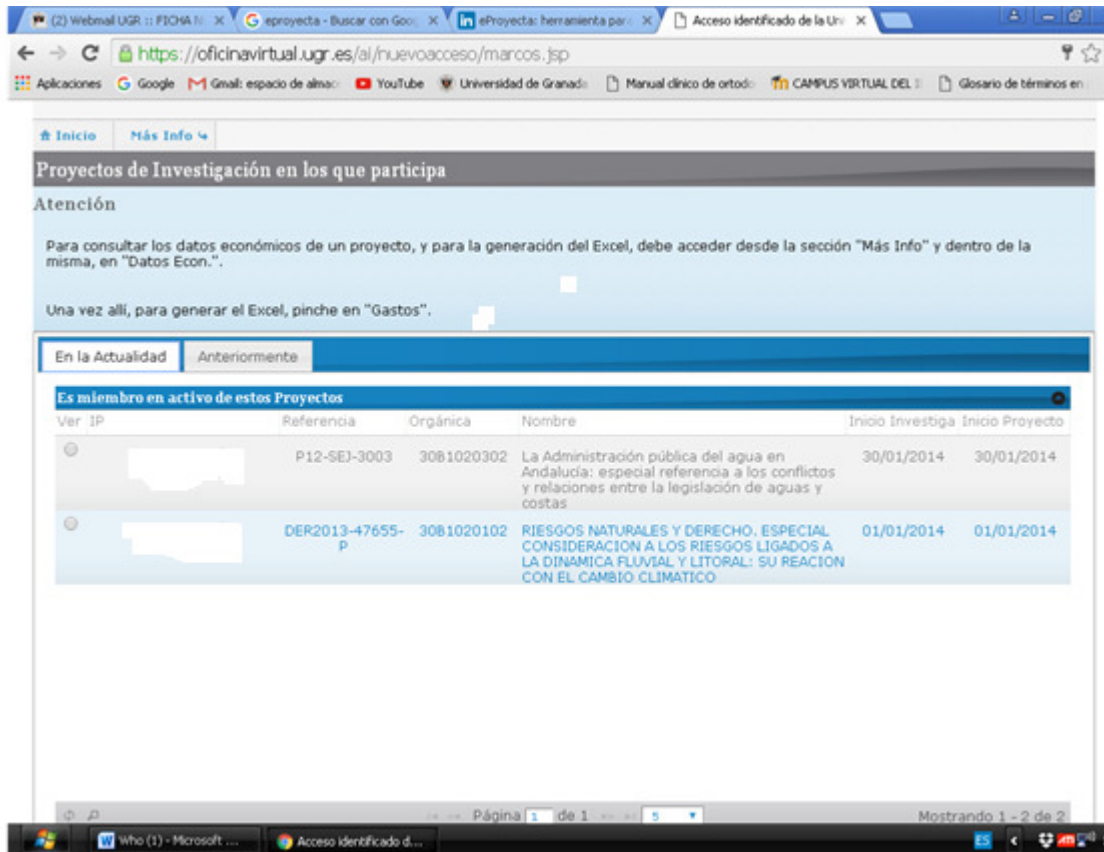 (2) Webmail UGR :: FICHA
eproyecta - Buscar con Goo
eProyecta: herramienta par
Acceso identificado de la Uni
https://oficinavirtual.ugr.es/ai/nuevoacceso/marcos.jsp
Aplicaciones Google Gmail: espacio de almac YouTube Universidad de Granada Manual clínico de ortodo CAMPUS VIRTUAL DEL Glosario de términos en
Inicio Más Info
Proyectos de Investigación en los que participa
Atención
Para consultar los datos económicos de un proyecto, y para la generación del Excel, debe acceder desde la sección "Más Info" y dentro de la
misma, en "Datos Econ.".
Una vez allí, para generar el Excel, pinche en "Gastos".
En la Actualidad Anteriormente
Es miembro en activo de estos Proyectos
Ver IP Referencia Orgánica Nombre Inicio Investiga Inicio Proyecto
P12-SEJ-3003 30B1020302 La Administración pública del agua en 30/01/2014 30/01/2014
Andalucía: especial referencia a los conflictos
y relaciones entre la legislación de aguas y
costas
DER2013-47655- 30B1020102 RIESGOS NATURALES Y DERECHO. ESPECIAL 01/01/2014 01/01/2014
P CONSIDERACION A LOS RIESGOS LIGADOS A
LA DINAMICA FLUVIAL Y LITORAL: SU REACION
CON EL CAMBIO CLIMATICO
Página 1 de 1 5 Mostrando 1 - 2 de 2
Who (1) - Microsoft .... Acceso identificado d... ES